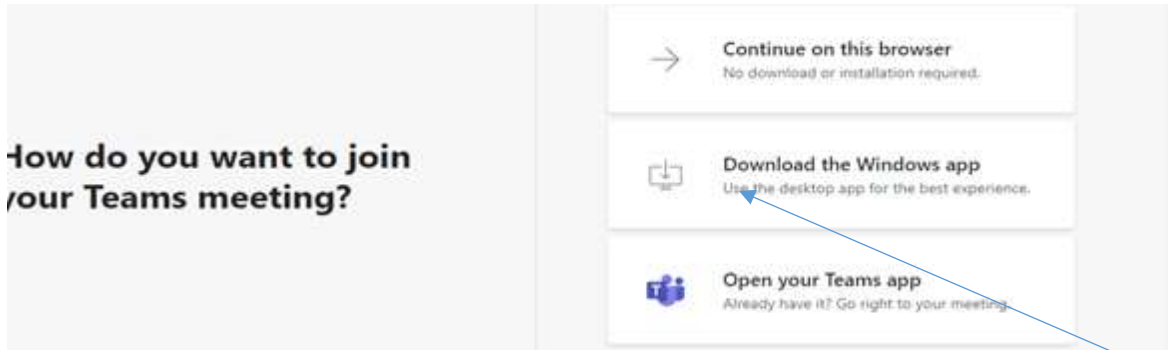 How do you want to join
your Teams meeting?
Continue on this browser
No download or installation required.
Download the Windows app
Use the desktop app for the best experience.
Open your Teams app
Already have it? Go right to your meeting.